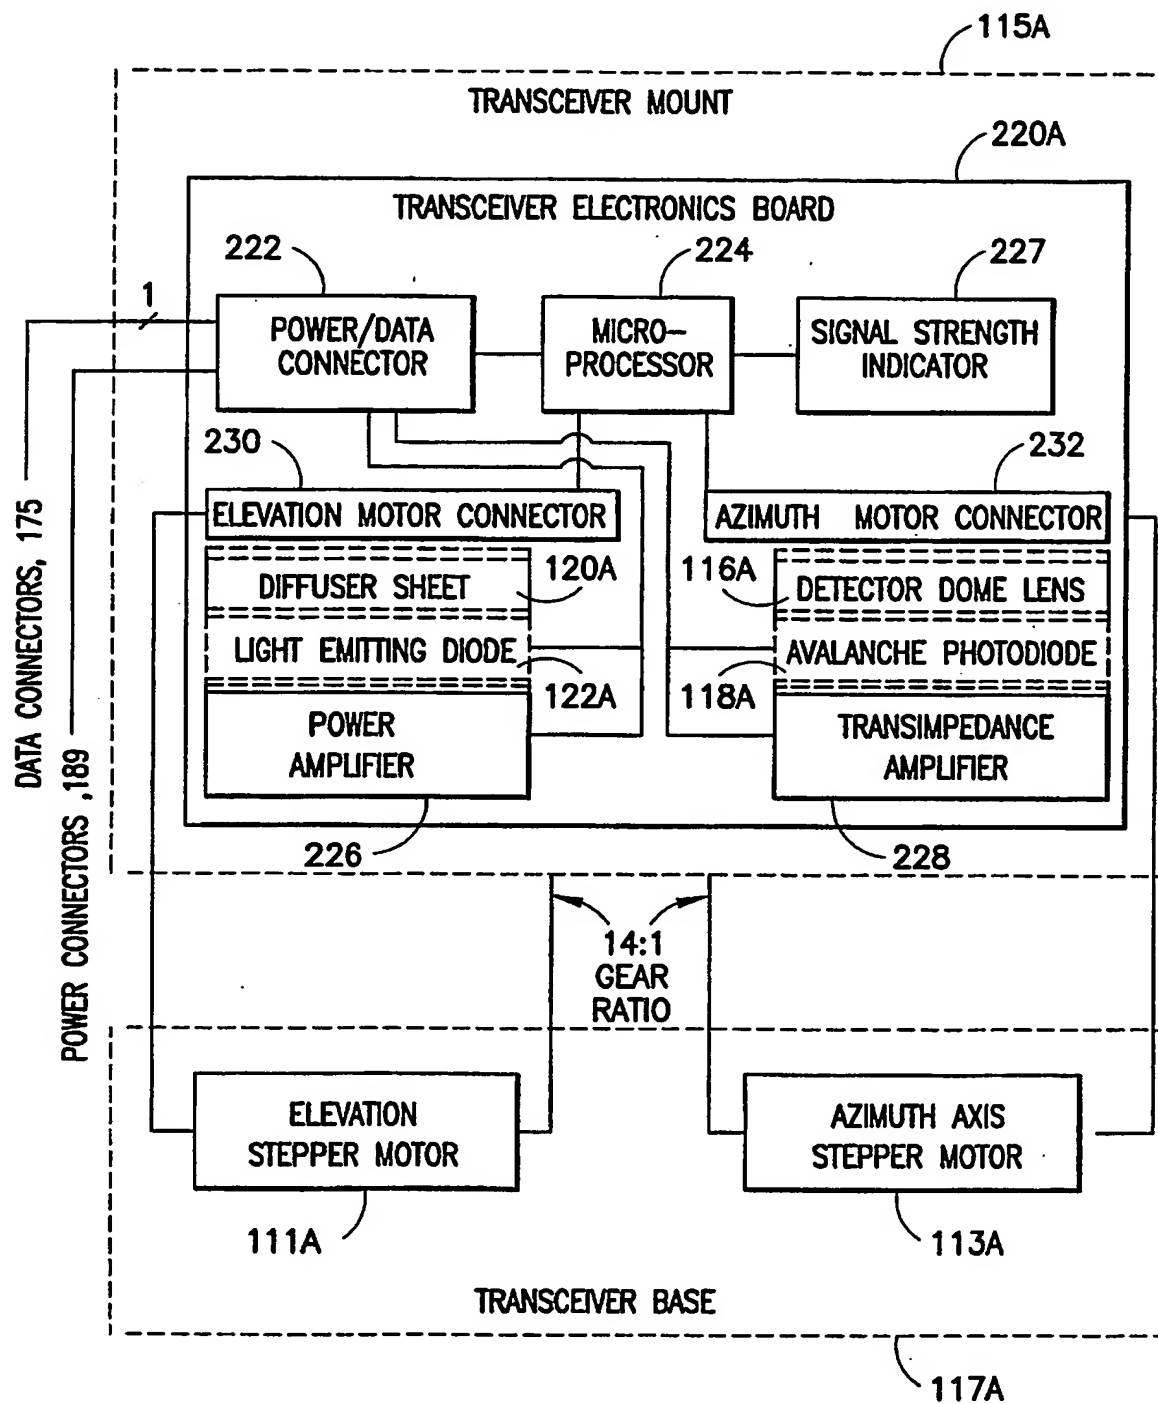 115A
TRANSCEIVER MOUNT
220A
TRANSCEIVER ELECTRONICS BOARD
222
224
227
1
POWER/DATA
CONNECTOR
MICRO-
PROCESSOR
SIGNAL STRENGTH
INDICATOR
230
232
ELEVATION MOTOR CONNECTOR
AZIMUTH MOTOR CONNECTOR
DIFFUSER SHEET
120A
116A
DETECTOR DOME LENS
LIGHT EMITTING DIODE
122A
118A
AVALANCHE PHOTODIODE
POWER
AMPLIFIER
TRANSIMPEDANCE
AMPLIFIER
226
228
DATA CONNECTORS, 175
POWER CONNECTORS ,189
14:1
GEAR
RATIO
ELEVATION
STEPPER MOTOR
AZIMUTH AXIS
STEPPER MOTOR
111A
113A
TRANSCEIVER BASE
117A